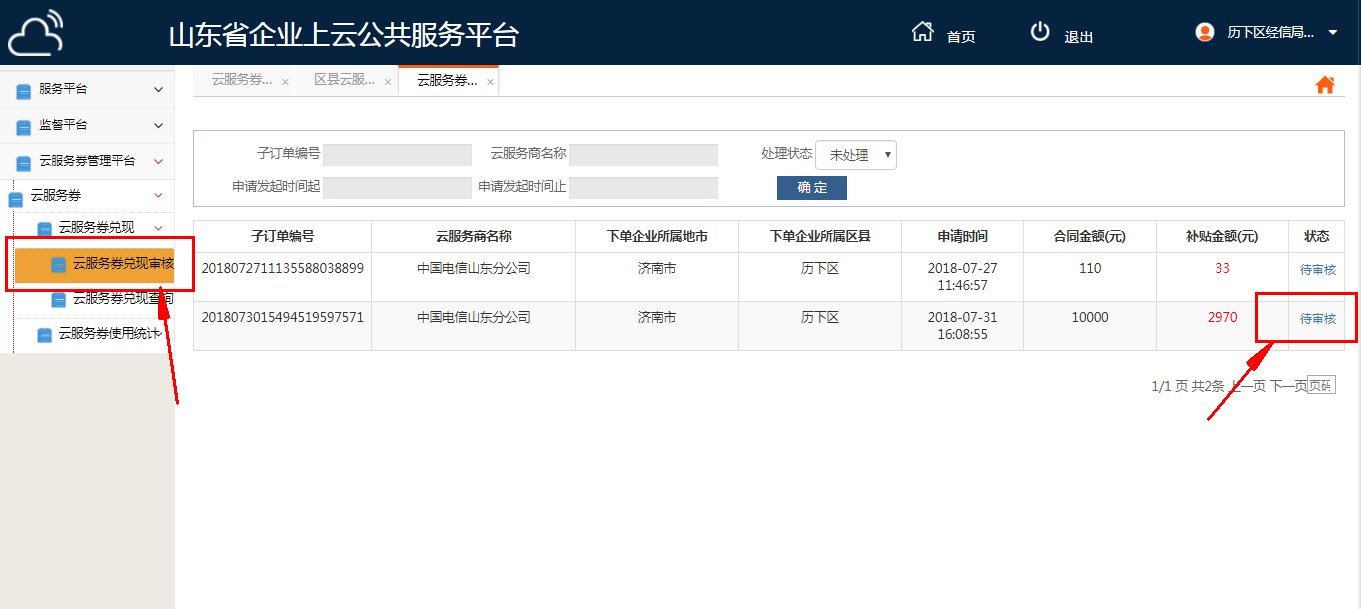 山东省企业上云公共服务平台
首页
退出
历下区经信局...
服务平台
监督平台
云服务券管理平台
云服务券
云服务券兑现
云服务券兑现审核
云服务券兑现查询
云服务券使用统计
云服务券... ×
区县云服... ×
云服务券... ×
子订单编号 云服务商名称 处理状态 未处理
申请发起时间起 申请发起时间止 确 定
子订单编号 云服务商名称 下单企业所属地市 下单企业所属区县 申请时间 合同金额(元) 补贴金额(元) 状态
2018072711135588038899 中国电信山东分公司 济南市 历下区 2018-07-27 110 33 待审核
11:46:57
2018073015494519597571 中国电信山东分公司 济南市 历下区 2018-07-31 10000 2970 待审核
16:08:55
1/1 页 共2条 上一页 下一页 页码